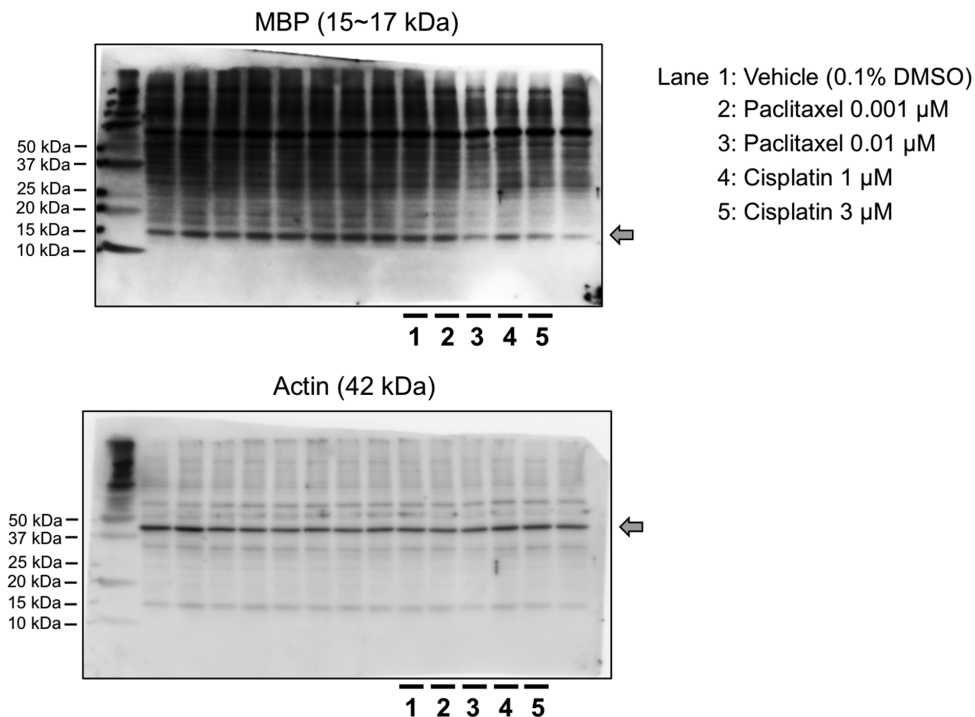 MBP (15~17 kDa)
50 kDa
37 kDa
25 kDa
20 kDa
15 kDa
10 kDa
1 2 3 4 5
Lane 1: Vehicle (0.1% DMSO)
2: Paclitaxel 0.001 µM
3: Paclitaxel 0.01 µM
4: Cisplatin 1 µM
5: Cisplatin 3 µM
Actin (42 kDa)
50 kDa
37 kDa
25 kDa
20 kDa
15 kDa
10 kDa
1 2 3 4 5